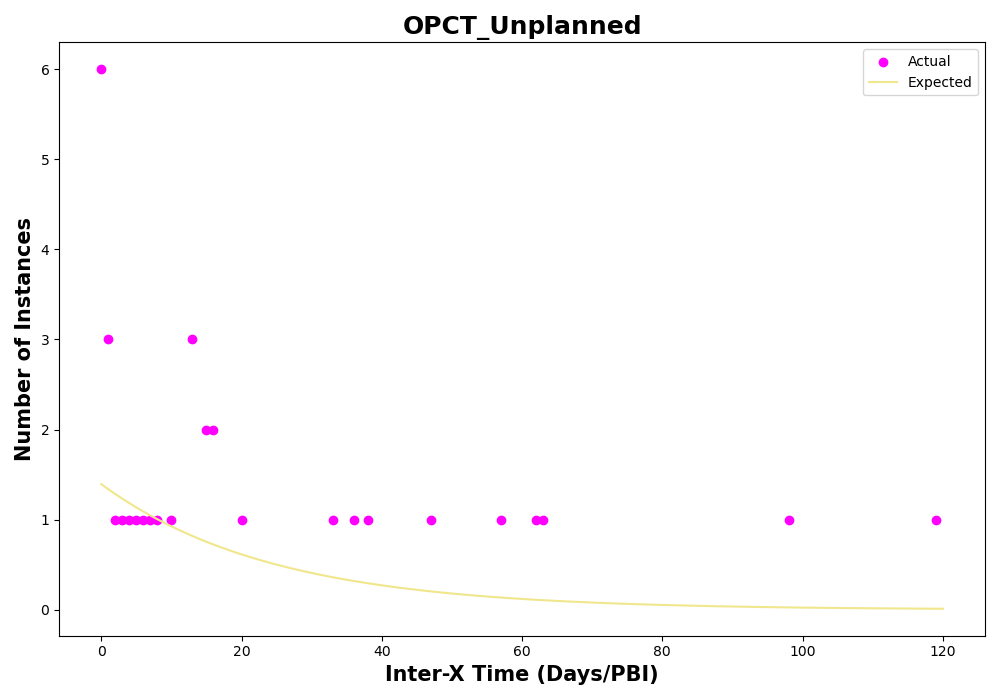 OPCT_Unplanned
Actual
Expected
Number of Instances
6
5
4
3
2
1
0
0 20 40 60 80 100 120
Inter-X Time (Days/PBI)